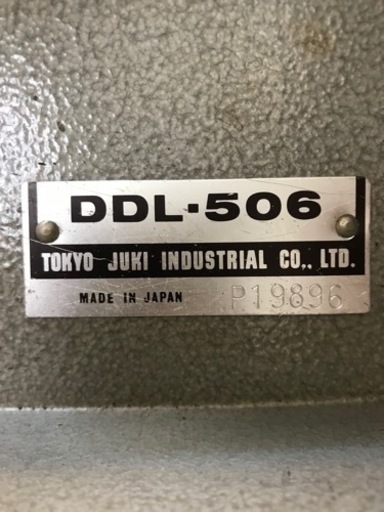 DDL-506
TOKYO JUKI INDUSTRIAL CO., LTD.
MADE IN JAPAN P19896